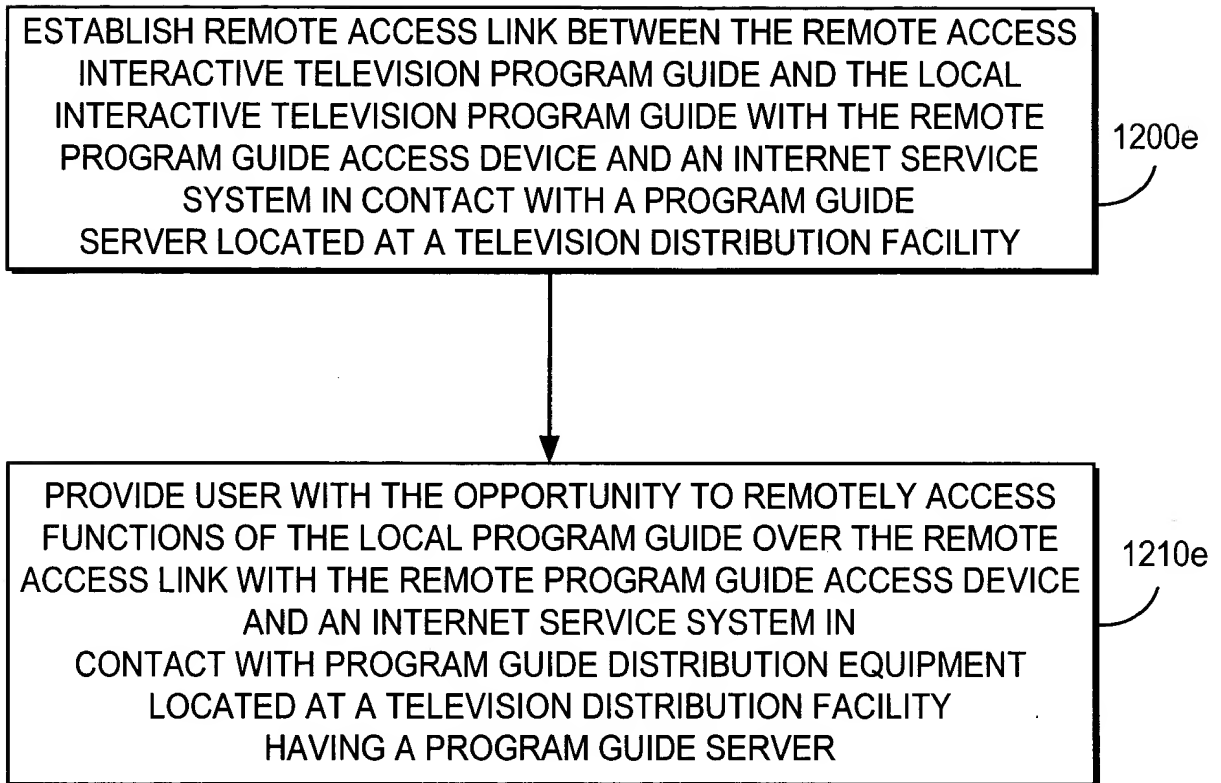 ESTABLISH REMOTE ACCESS LINK BETWEEN THE REMOTE ACCESS
INTERACTIVE TELEVISION PROGRAM GUIDE AND THE LOCAL
INTERACTIVE TELEVISION PROGRAM GUIDE WITH THE REMOTE
PROGRAM GUIDE ACCESS DEVICE AND AN INTERNET SERVICE
SYSTEM IN CONTACT WITH A PROGRAM GUIDE
SERVER LOCATED AT A TELEVISION DISTRIBUTION FACILITY
1200e
PROVIDE USER WITH THE OPPORTUNITY TO REMOTELY ACCESS
FUNCTIONS OF THE LOCAL PROGRAM GUIDE OVER THE REMOTE
ACCESS LINK WITH THE REMOTE PROGRAM GUIDE ACCESS DEVICE
AND AN INTERNET SERVICE SYSTEM IN
CONTACT WITH PROGRAM GUIDE DISTRIBUTION EQUIPMENT
LOCATED AT A TELEVISION DISTRIBUTION FACILITY
HAVING A PROGRAM GUIDE SERVER
1210e